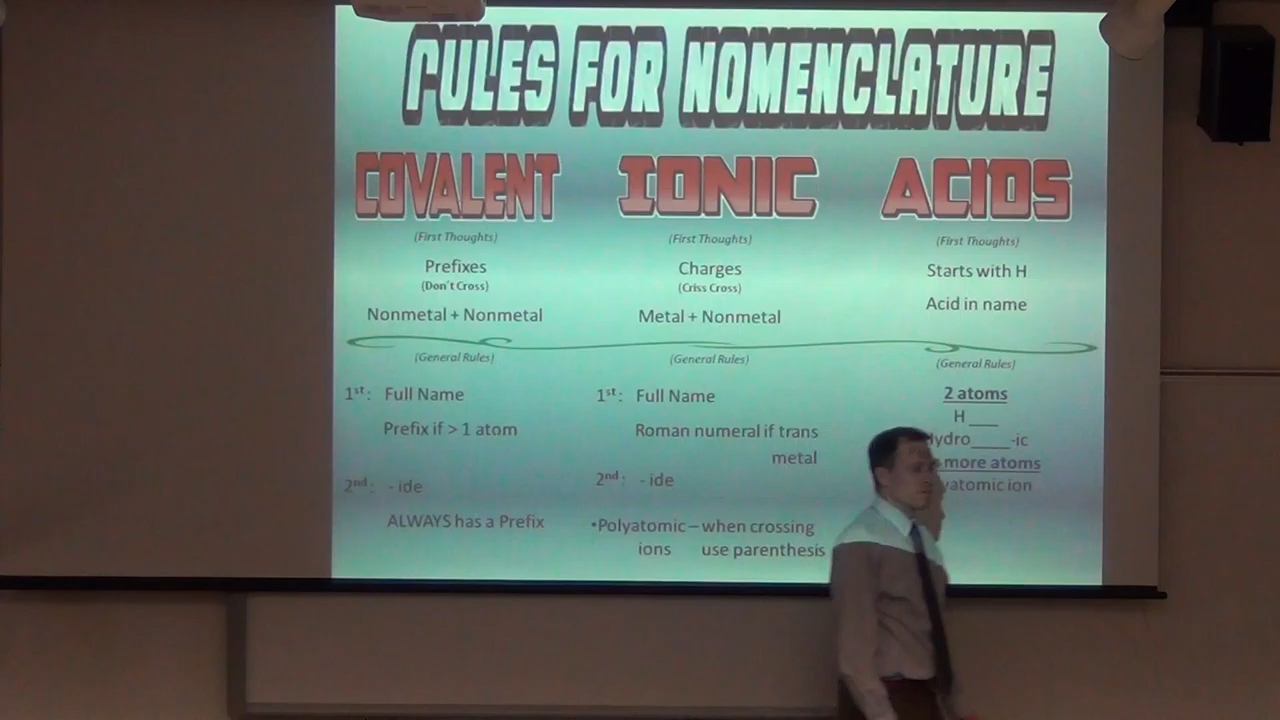 RULES FOR NOMENCLATURE
COVALENT
(First Thoughts)
Prefixes
(Don't Cross)
Nonmetal + Nonmetal
(General Rules)
1st: Full Name
Prefix if > 1 atom
2nd: - ide
ALWAYS has a Prefix
IONIC
(First Thoughts)
Charges
(Criss Cross)
Metal + Nonmetal
(General Rules)
1st: Full Name
Roman numeral if trans
metal
2nd: - ide
•Polyatomic – when crossing
ions use parenthesis
ACIDS
(First Thoughts)
Starts with H
Acid in name
(General Rules)
2 atoms
H ___
Hydro____-ic
more atoms
ion